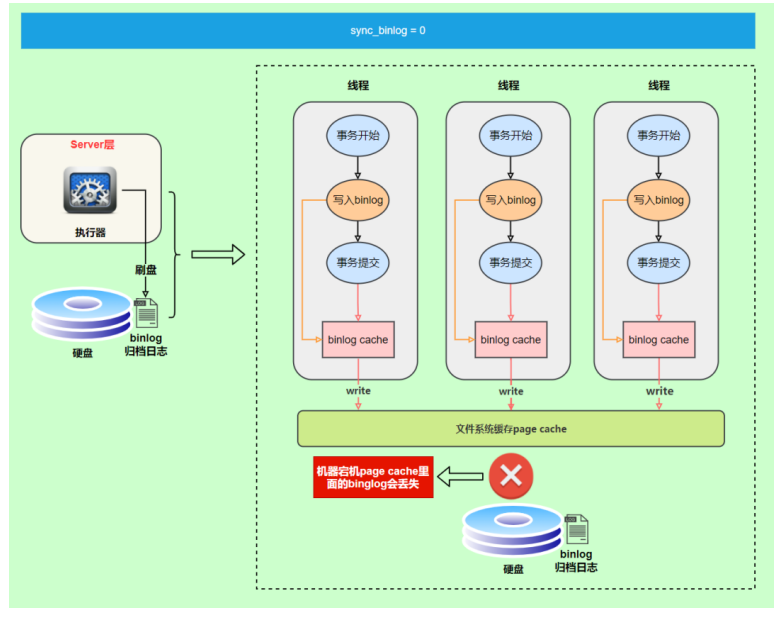 sync_binlog = 0
Server层
执行器
刷盘
硬盘
binlog
归档日志
线程
线程
线程
事务开始
事务开始
事务开始
写入binlog
写入binlog
写入binlog
事务提交
事务提交
事务提交
binlog cache
binlog cache
binlog cache
write
write
write
文件系统缓存page cache
机器宕机page cache里
面的binglog会丢失
硬盘
binlog
归档日志